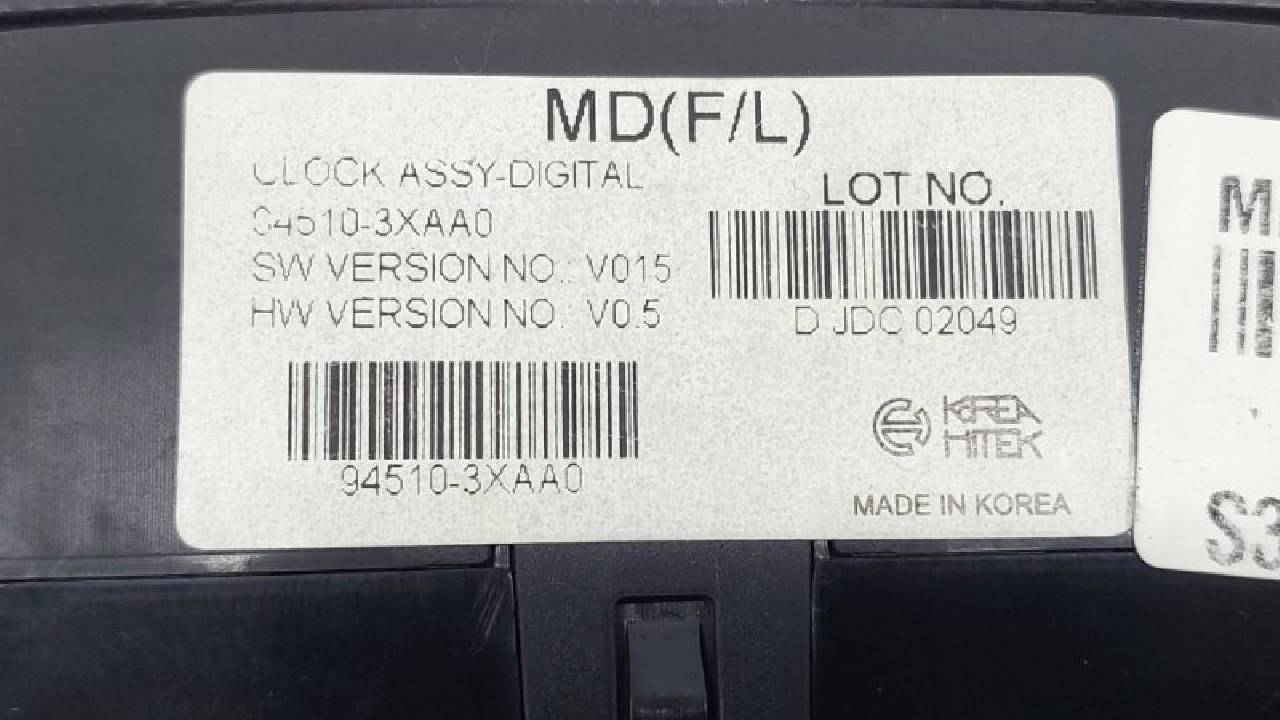 MD(F/L)
CLOCK ASSY-DIGITAL
94510-3XAA0
SW VERSION NO.: V015
HW VERSION NO.: V0.5
94510-3XAA0
LOT NO.
D JDC 02049
KOREA
HITEK
MADE IN KOREA
M
S3